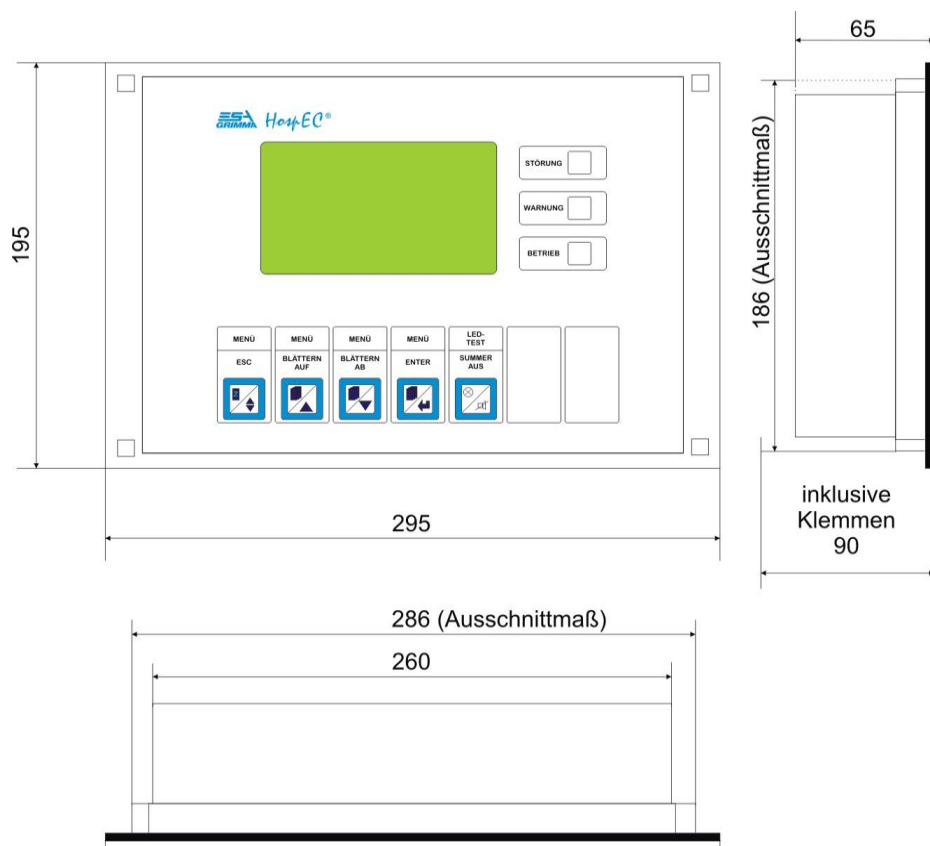 65
ESA
GRIMMA HospEC®
STÖRUNG
WARNUNG
BETRIEB
195
186 (Ausschnittmaß)
MENÜ MENÜ MENÜ MENÜ LED-
TEST
ESC BLÄTTERN BLÄTTERN ENTER SUMMER
AUF AB AUS
inklusive
Klemmen
90
295
286 (Ausschnittmaß)
260